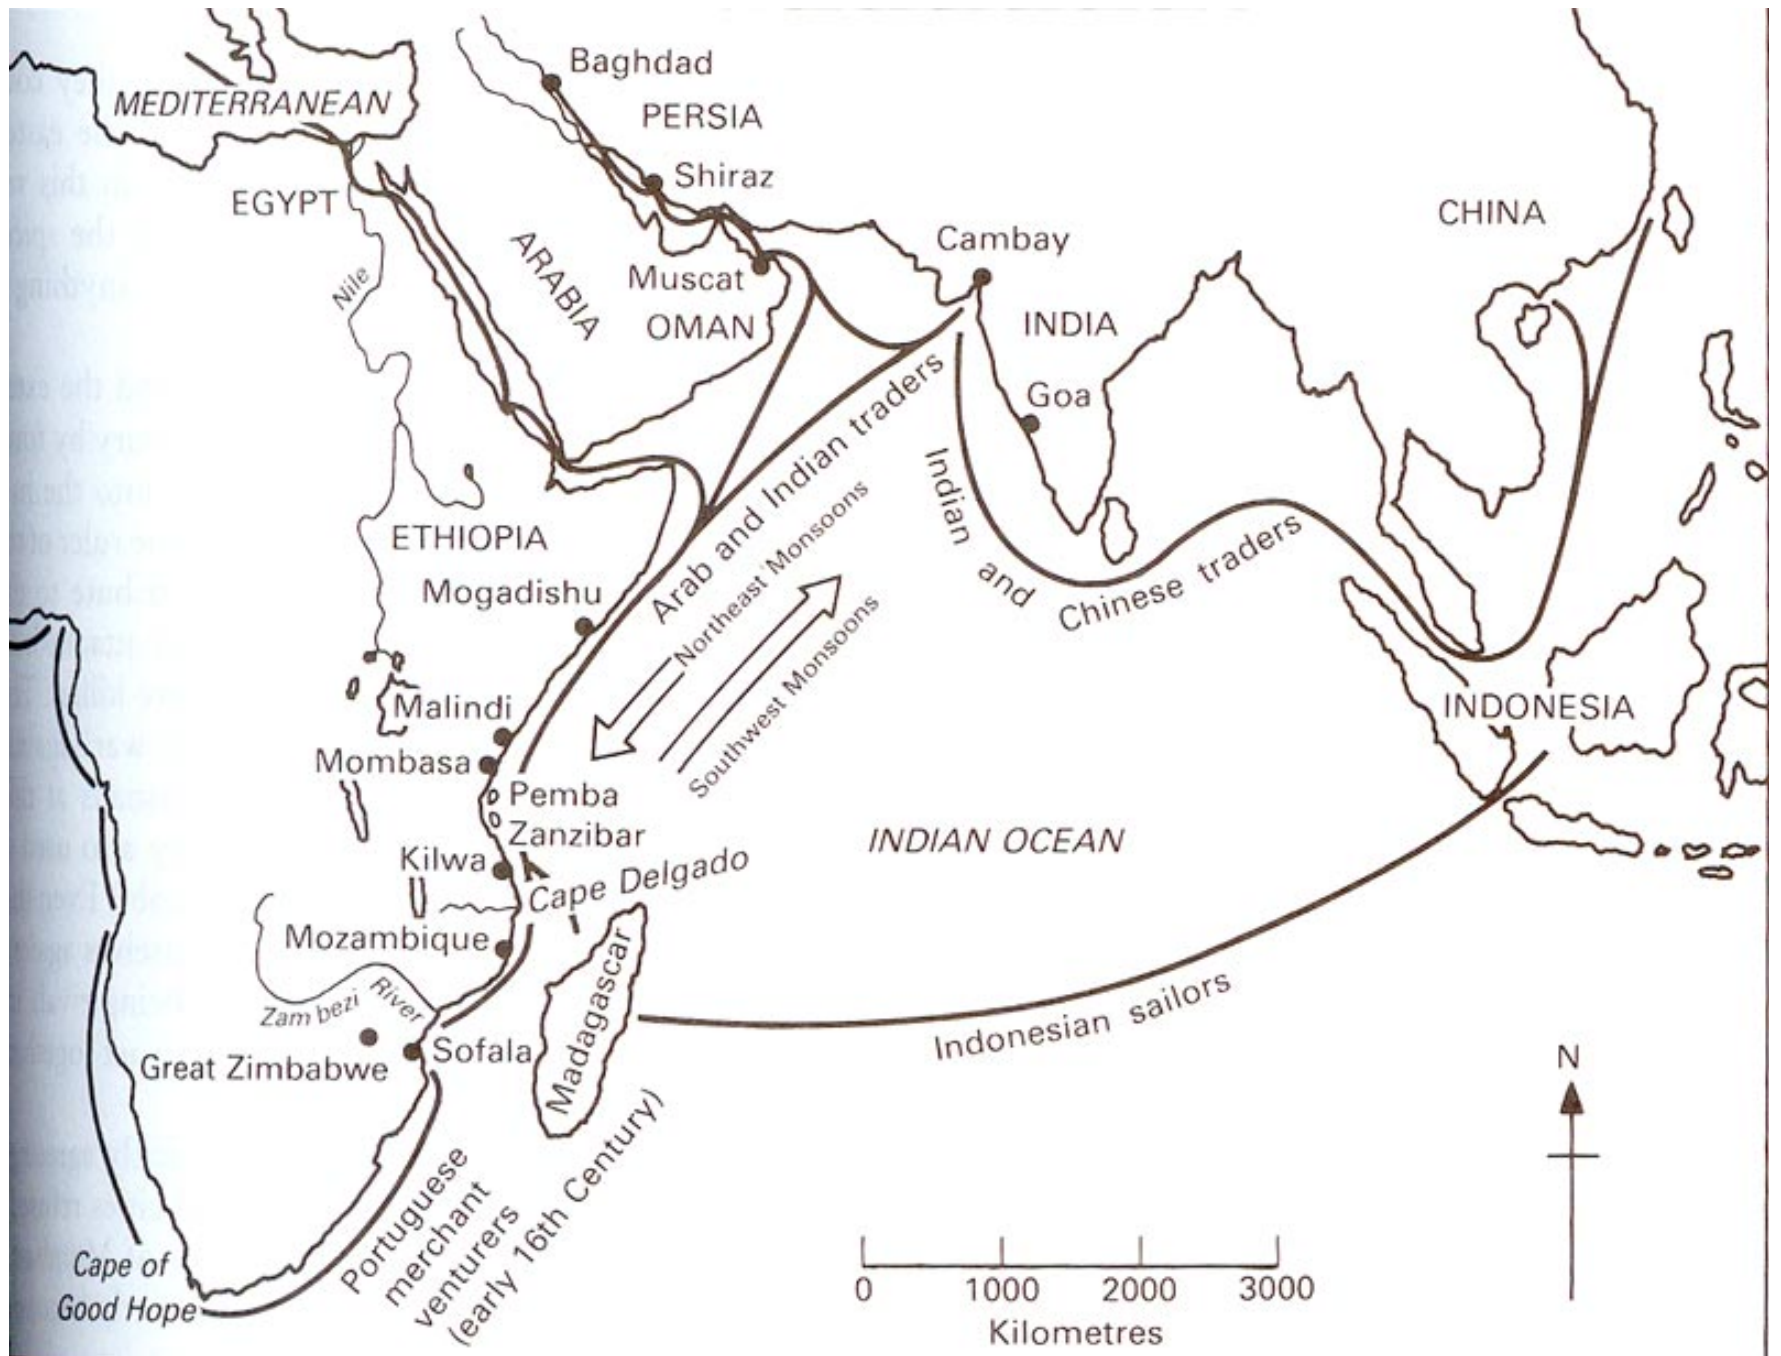 Baghdad
MEDITERRANEAN
PERSIA
Shiraz
EGYPT
CHINA
Cambay
ARABIA
Muscat
Nile
OMAN
INDIA
Goa
Arab and Indian traders
Indian and Chinese traders
ETHIOPIA
Mogadishu
Northeast Monsoons
Southwest Monsoons
Malindi
INDONESIA
Mombasa
Pemba
Zanzibar
INDIAN OCEAN
Kilwa
Cape Delgado
Mozambique
Zambezi River
Madagascar
Indonesian sailors
Sofala
Great Zimbabwe
N
Portuguese
merchant
venturers
(early 16th Century)
Cape of
Good Hope
0 1000 2000 3000
Kilometres